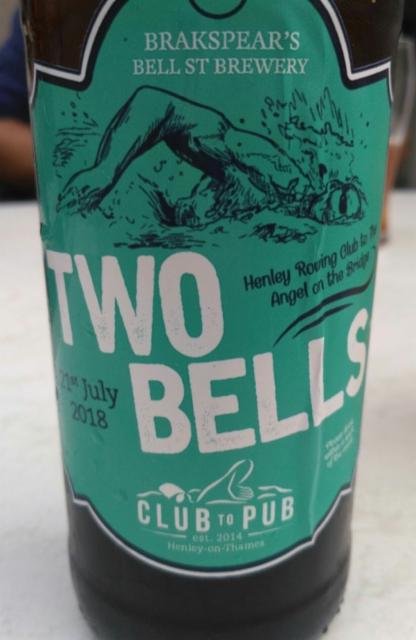 BRAKSPEAR'S
BELL ST BREWERY
Henley Rowing Club to The
Angel on the Bridge
TWO
BELLS
21st July
2018
CLUB TO PUB
est. 2014
Henley-on-Thames